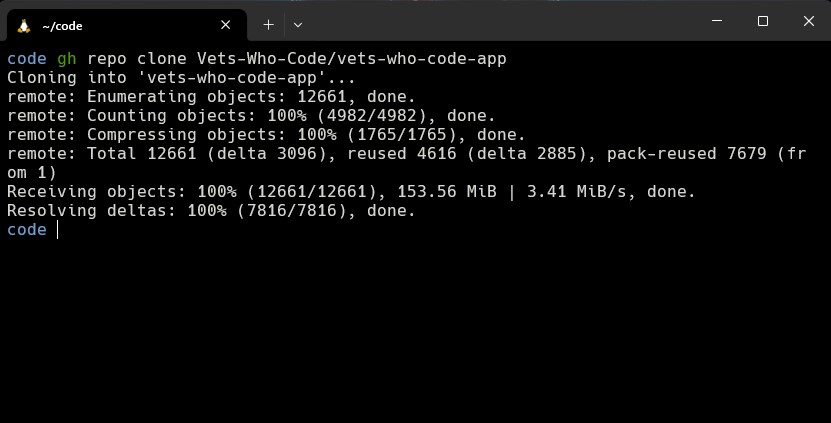 ~/code
code gh repo clone Vets-Who-Code/vets-who-code-app
Cloning into 'vets-who-code-app'...
remote: Enumerating objects: 12661, done.
remote: Counting objects: 100% (4982/4982), done.
remote: Compressing objects: 100% (1765/1765), done.
remote: Total 12661 (delta 3096), reused 4616 (delta 2885), pack-reused 7679 (fr
om 1)
Receiving objects: 100% (12661/12661), 153.56 MiB | 3.41 MiB/s, done.
Resolving deltas: 100% (7816/7816), done.
code